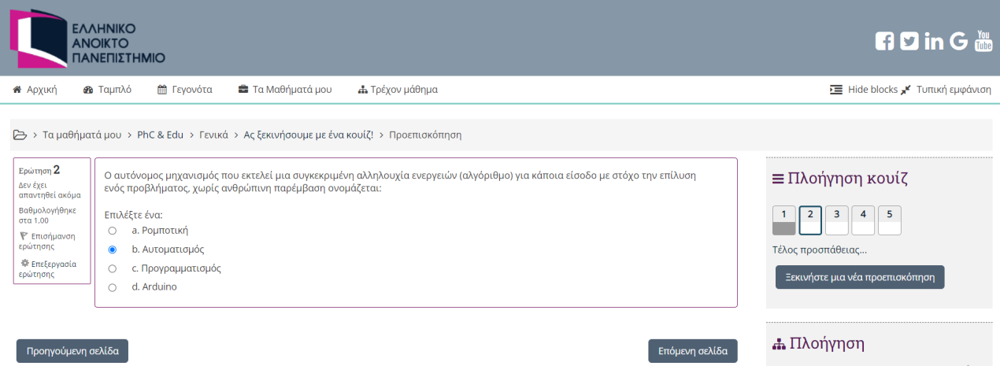 ΕΛΛΗΝΙΚΟ
ΑΝΟΙΚΤΟ
ΠΑΝΕΠΙΣΤΗΜΙΟ
You
Tube
Αρχική Ταμπλό Γεγονότα Τα Μαθήματά μου Τρέχον μάθημα Hide blocks Τυπική εμφάνιση
Τα μαθήματά μου > PhC & Edu > Γενικά > Ας ξεκινήσουμε με ένα κουίζ! > Προεπισκόπηση
Ερώτηση 2
Δεν έχει
απαντηθεί ακόμα
Βαθμολογήθηκε
στα 1,00
Επισήμανση
ερώτησης
Επεξεργασία
ερώτησης
Ο αυτόνομος μηχανισμός που εκτελεί μια συγκεκριμένη αλληλουχία ενεργειών (αλγόριθμο) για κάποια είσοδο με στόχο την επίλυση
ενός προβλήματος, χωρίς ανθρώπινη παρέμβαση ονομάζεται:
Επιλέξτε ένα:
a. Ρομποτική
b. Αυτοματισμός
c. Προγραμματισμός
d. Arduino
Προηγούμενη σελίδα
Επόμενη σελίδα
Πλοήγηση κουίζ
1 2 3 4 5
Τέλος προσπάθειας...
Ξεκινήστε μια νέα προεπισκόπηση
Πλοήγηση